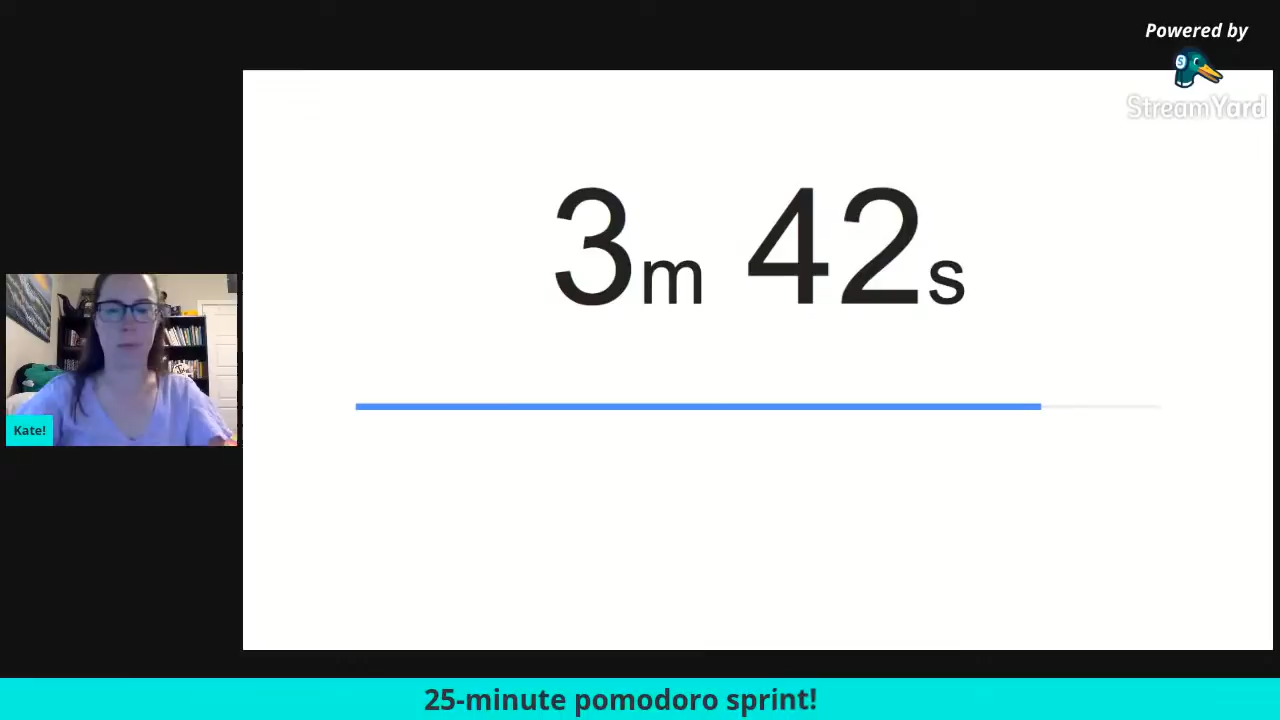 Powered by
StreamYard
3m 42s
Kate!
25-minute pomodoro sprint!